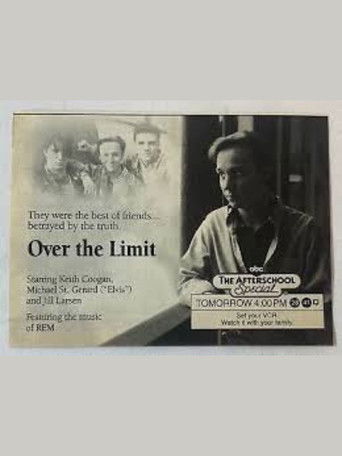 They were the best of friends...
betrayed by the truth.
Over the Limit
Starring Keith Coogan,
Michael St. Gerard ("Elvis")
and Jill Larsen
Featuring the music
of REM
abc
THE AFTERSCHOOL
Special
TOMORROW 4:00PM
Set your VCR.
Watch it with your family.